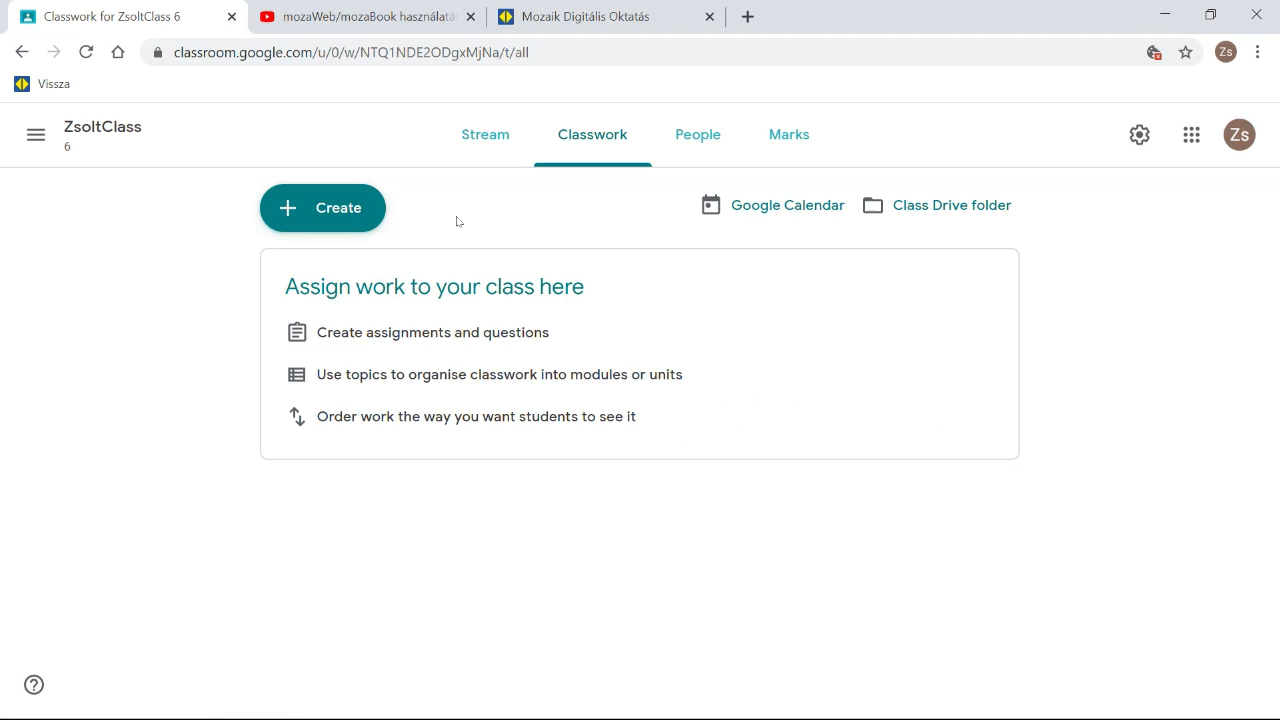 Classwork for ZsoltClass 6
mozaWeb/mozaBook használatá
Mozaik Digitális Oktatás
classroom.google.com/u/0/w/NTQ1NDE2ODgxMjNa/t/all
Zs
Vissza
ZsoltClass
6
Stream
Classwork
People
Marks
Zs
Create
Google Calendar
Class Drive folder
Assign work to your class here
Create assignments and questions
Use topics to organise classwork into modules or units
Order work the way you want students to see it